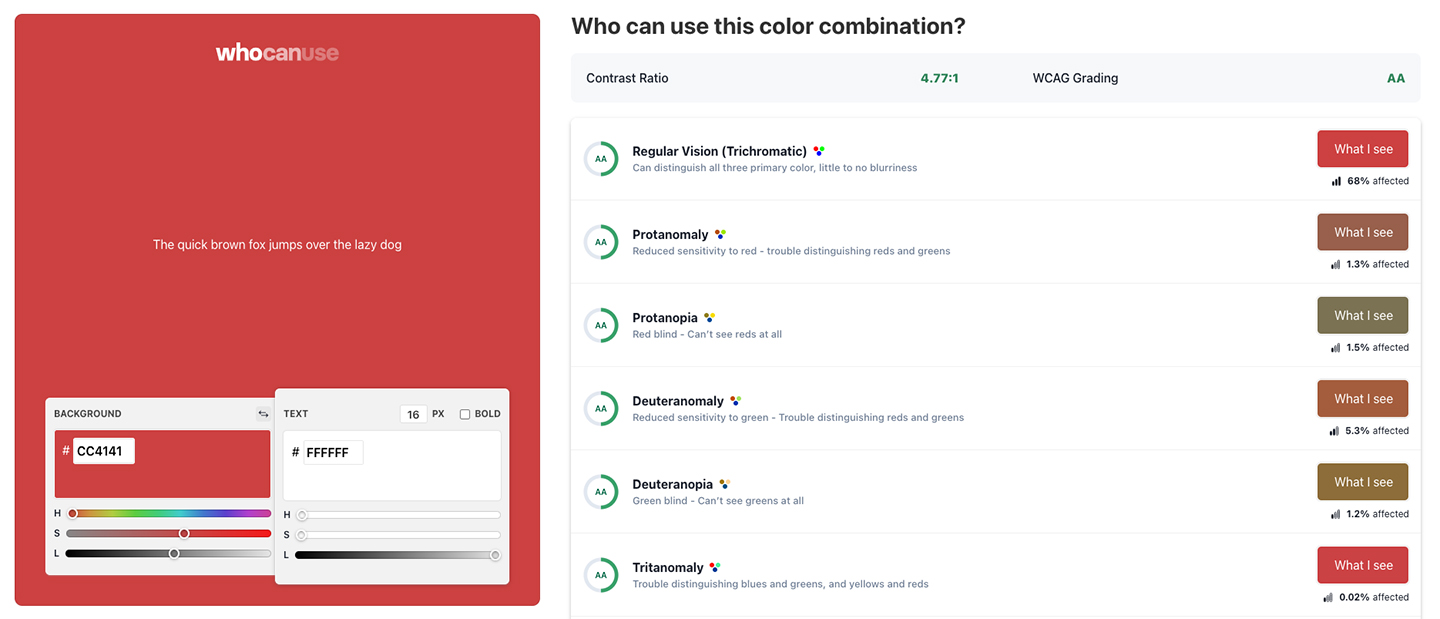 whocanuse
The quick brown fox jumps over the lazy dog
BACKGROUND
# CC4141
H
S
L
TEXT 16 PX BOLD
# FFFFFF
H
S
L
Who can use this color combination?
Contrast Ratio 4.77:1 WCAG Grading AA
AA Regular Vision (Trichromatic) What I see
Can distinguish all three primary color, little to no blurriness
68% affected
AA Protanomaly What I see
Reduced sensitivity to red - trouble distinguishing reds and greens
1.3% affected
AA Protanopia What I see
Red blind - Can't see reds at all
1.5% affected
AA Deuteranomaly What I see
Reduced sensitivity to green - Trouble distinguishing reds and greens
5.3% affected
AA Deuteranopia What I see
Green blind - Can't see greens at all
1.2% affected
AA Tritanomaly What I see
Trouble distinguishing blues and greens, and yellows and reds
0.02% affected